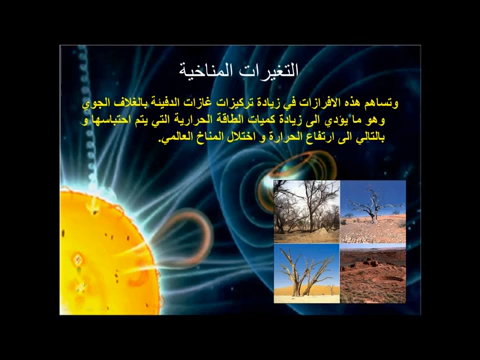 التغيرات المناخية
وتساهم هذه الافرازات في زيادة تركيزات غازات الدفيئة بالغلاف الجوي
وهو ما يؤدي الى زيادة كميات الطاقة الحرارية التي يتم احتباسها و
بالتالي الى ارتفاع الحرارة و اختلال المناخ العالمي.